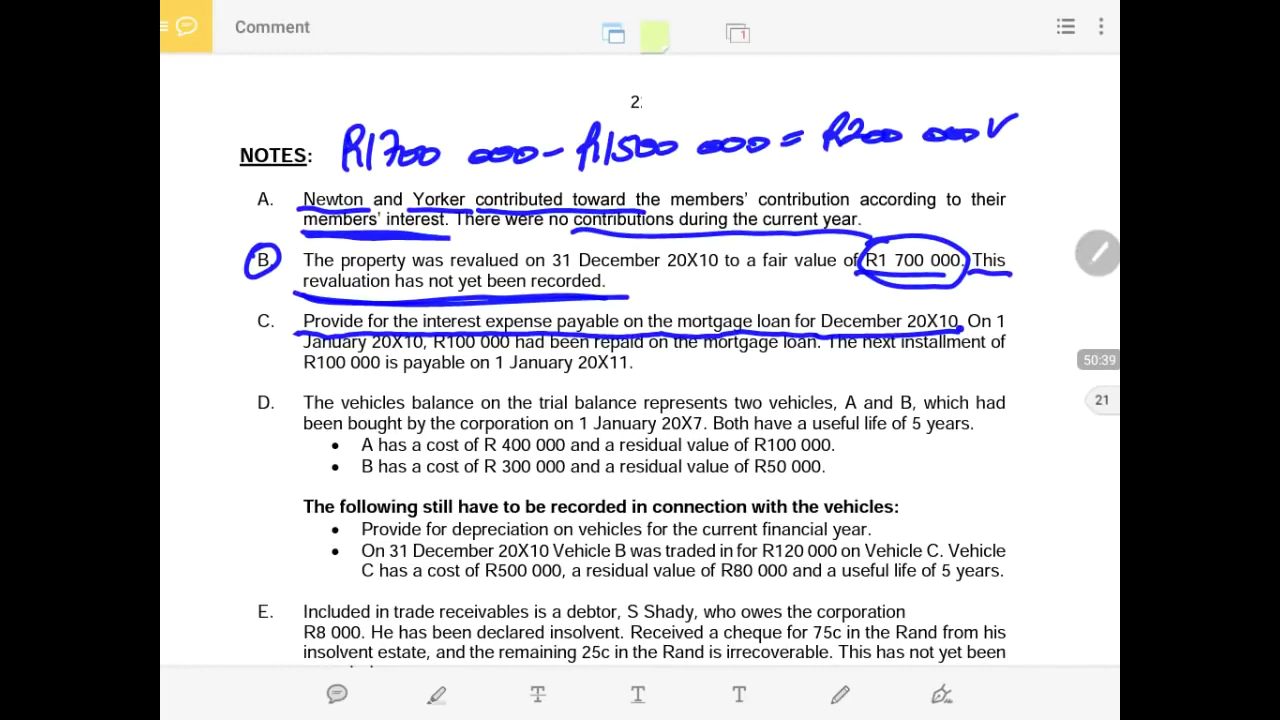 Comment
1
2
R1700 000 - R1500 000 = R200 000
NOTES:
A. Newton and Yorker contributed toward the members' contribution according to their
members' interest. There were no contributions during the current year.
B. The property was revalued on 31 December 20X10 to a fair value of R1 700 000. This
revaluation has not yet been recorded.
C. Provide for the interest expense payable on the mortgage loan for December 20X10. On 1
January 20X10, R100 000 had been repaid on the mortgage loan. The next installment of
R100 000 is payable on 1 January 20X11.
50:39
21
D. The vehicles balance on the trial balance represents two vehicles, A and B, which had
been bought by the corporation on 1 January 20X7. Both have a useful life of 5 years.
• A has a cost of R 400 000 and a residual value of R100 000.
• B has a cost of R 300 000 and a residual value of R50 000.
The following still have to be recorded in connection with the vehicles:
• Provide for depreciation on vehicles for the current financial year.
• On 31 December 20X10 Vehicle B was traded in for R120 000 on Vehicle C. Vehicle
C has a cost of R500 000, a residual value of R80 000 and a useful life of 5 years.
E. Included in trade receivables is a debtor, S Shady, who owes the corporation
R8 000. He has been declared insolvent. Received a cheque for 75c in the Rand from his
insolvent estate, and the remaining 25c in the Rand is irrecoverable. This has not yet been
T T T